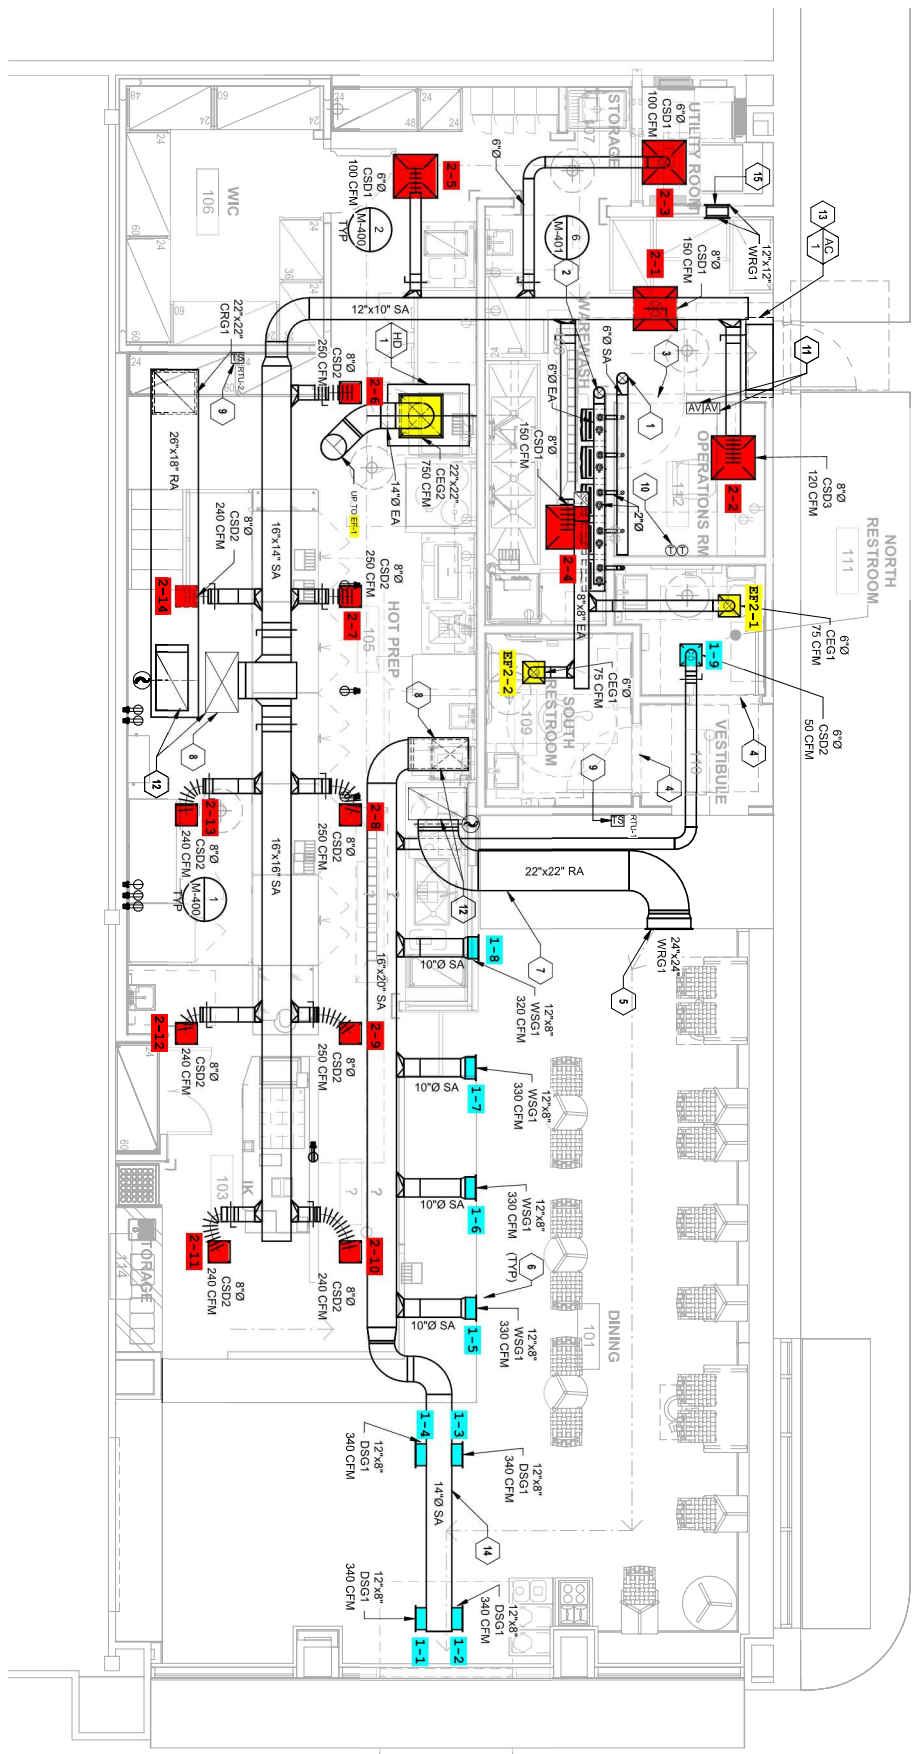 UTILITY ROOM
STORAGE
107
6"Ø
CSD1
100 CFM
2-3
15
12"x12"
WRG1
13
AC
1
2-5
6"Ø
CSD1
100 CFM
2
M-400
TYP
6"Ø
6
M-401
2
WIC
106
2-1
8"Ø
CSD1
150 CFM
WAREWASH
3
11
12"x10" SA
22"x22"
CRG1
TS
RTU-2
9
HD
1
8"Ø
CSD2
250 CFM
2-6
6"Ø SA
6"Ø EA
1
AV
AV
OPERATIONS RM
112
2-2
8"Ø
CSD3
120 CFM
NORTH
RESTROOM
111
26"x18" RA
22"x22"
CEG2
750 CFM
14"Ø EA
UP TO EF-1
8"Ø
CSD1
150 CFM
2-4
2"Ø
10
T
T
8"Ø
CSD2
240 CFM
2-14
16"x14" SA
8"Ø
CSD2
250 CFM
2-7
HOT PREP
105
8"x8" EA
EF2-1
6"Ø
CEG1
75 CFM
EF2-2
6"Ø
CEG1
75 CFM
SOUTH
RESTROOM
109
1-9
6"Ø
CSD2
50 CFM
4
4
VESTIBULE
8
8
12
9
TS
RTU-1
2-13
8"Ø
CSD2
240 CFM
1
M-400
TYP
16"x16" SA
8"Ø
CSD2
250 CFM
2-8
12
22"x22" RA
7
24"x24"
WRG1
5
16"x20" SA
10"Ø SA
1-8
12"x8"
WSG1
320 CFM
2-12
8"Ø
CSD2
240 CFM
8"Ø
CSD2
250 CFM
2-9
10"Ø SA
1-7
12"x8"
WSG1
330 CFM
10"Ø SA
1-6
12"x8"
WSG1
330 CFM
IK
103
2-11
8"Ø
CSD2
240 CFM
8"Ø
CSD2
240 CFM
2-10
STORAGE
114
6
(TYP)
10"Ø SA
1-5
12"x8"
WSG1
330 CFM
DINING
101
1-4
1-3
12"x8"
DSG1
340 CFM
12"x8"
DSG1
340 CFM
14"Ø SA
14
12"x8"
DSG1
340 CFM
12"x8"
DSG1
340 CFM
1-1
1-2